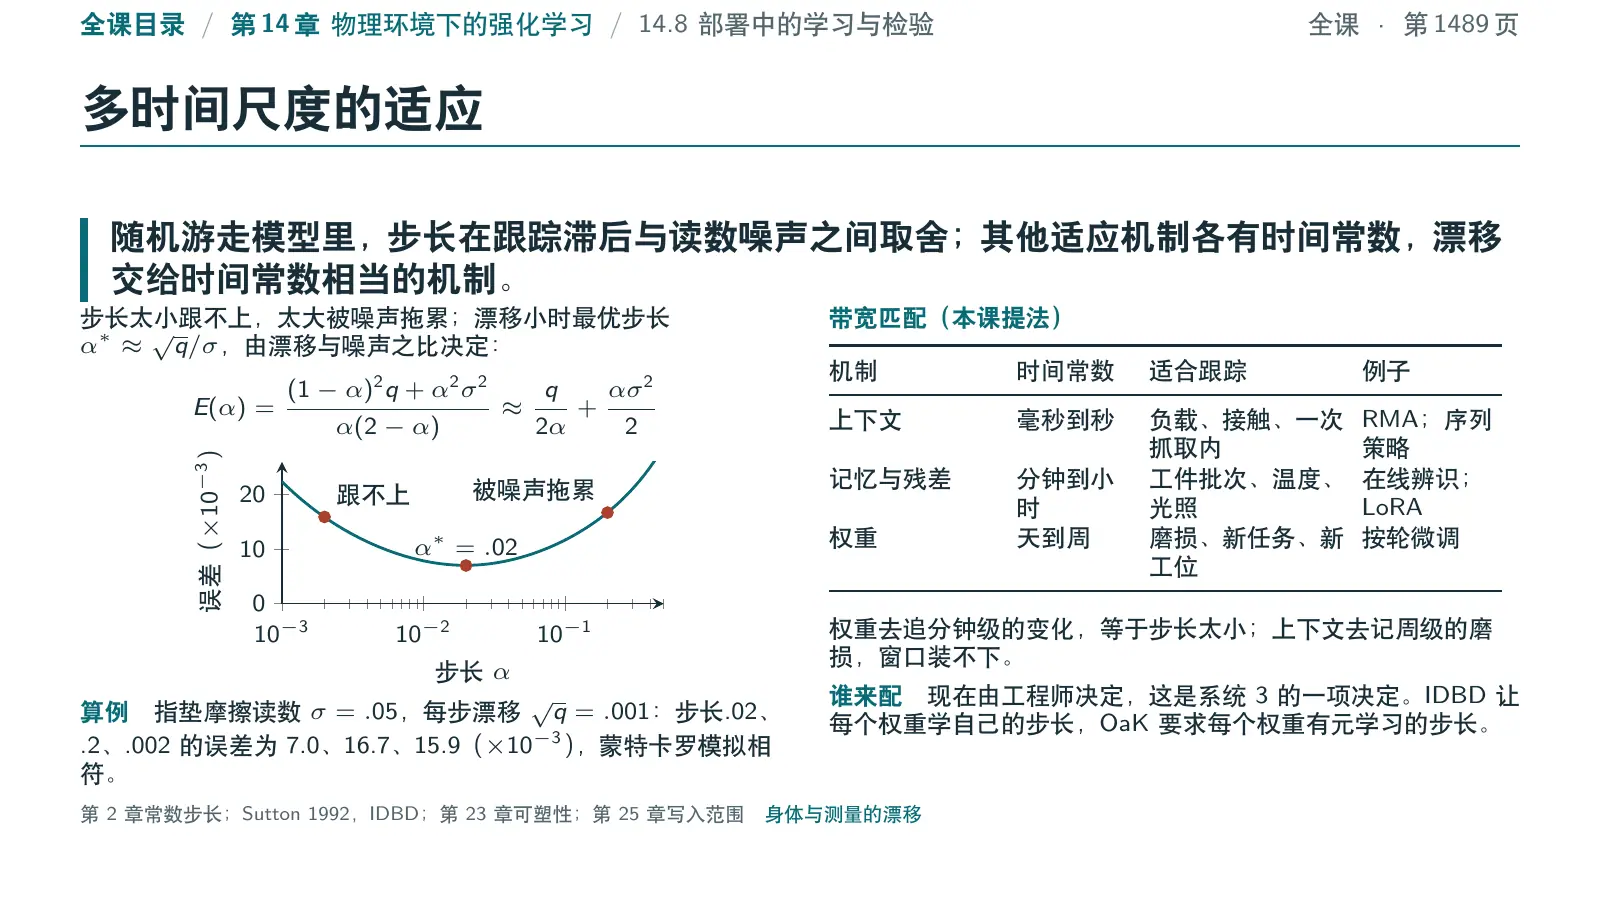 全课目录 / 第 14 章 物理环境下的强化学习 / 14.8 部署中的学习与检验
全课 · 第 1489 页
多时间尺度的适应
随机游走模型里，步长在跟踪滞后与读数噪声之间取舍；其他适应机制各有时间常数，漂移
交给时间常数相当的机制。
步长太小跟不上，太大被噪声拖累；漂移小时最优步长
α* ≈ √q/σ，由漂移与噪声之比决定：
E(α) = ((1 − α)²q + α²σ²) / (α(2 − α)) ≈ q/(2α) + ασ²/2
误差（×10⁻³）
20
10
0
跟不上
被噪声拖累
α* = .02
10⁻³ 10⁻² 10⁻¹
步长 α
算例 指垫摩擦读数 σ = .05，每步漂移 √q = .001：步长.02、
.2、.002 的误差为 7.0、16.7、15.9（×10⁻³），蒙特卡罗模拟相
符。
带宽匹配（本课提法）
机制 时间常数 适合跟踪 例子
上下文 毫秒到秒 负载、接触、一次 RMA；序列
抓取内 策略
记忆与残差 分钟到小 工件批次、温度、 在线辨识；
时 光照 LoRA
权重 天到周 磨损、新任务、新 按轮微调
工位
权重去追分钟级的变化，等于步长太小；上下文去记周级的磨
损，窗口装不下。
谁来配 现在由工程师决定，这是系统 3 的一项决定。IDBD 让
每个权重学自己的步长，OaK 要求每个权重有元学习的步长。
第 2 章常数步长；Sutton 1992，IDBD；第 23 章可塑性；第 25 章写入范围 身体与测量的漂移